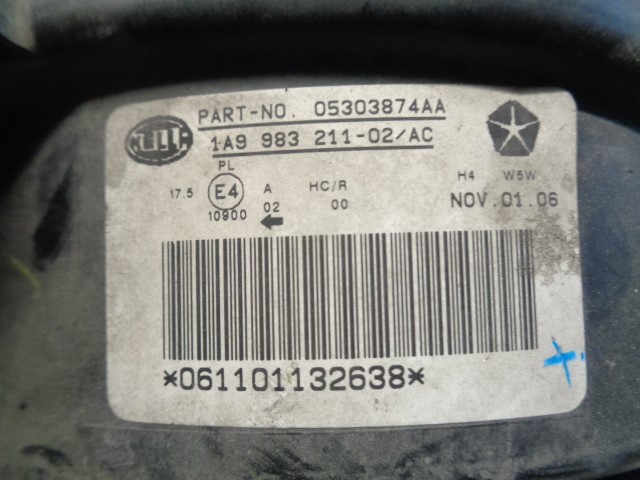 PART-NO. 05303874AA
1A9 983 211-02/AC
PL
17.5 E4 A HC/R H4 W5W
10900 02 00 NOV.01.06
*061101132638*